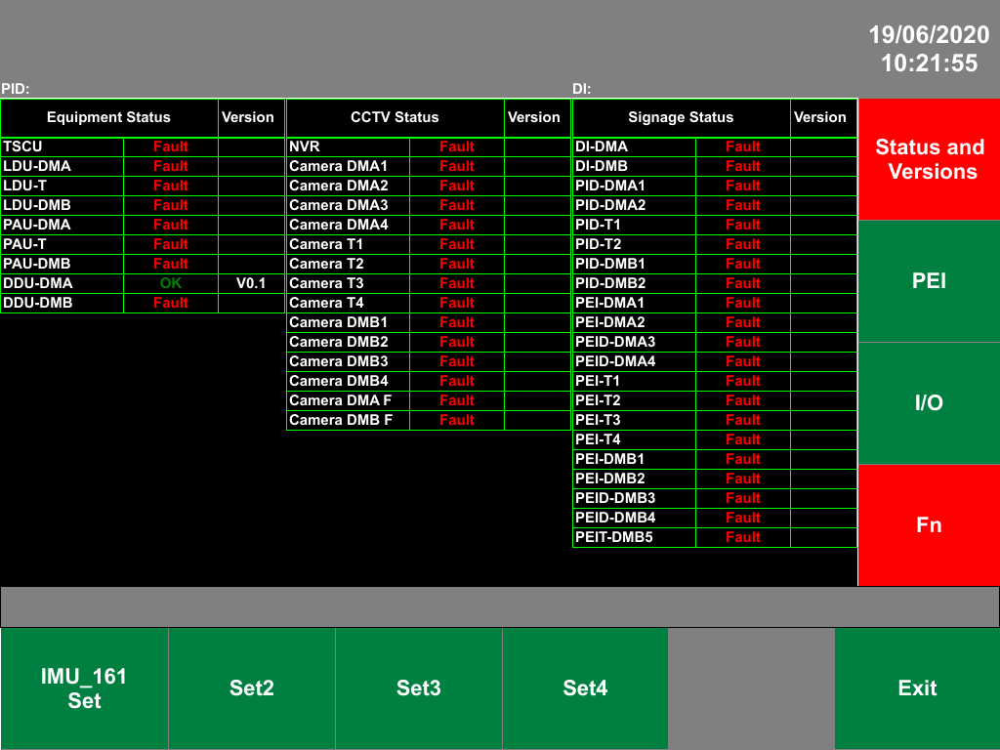 19/06/2020
10:21:55
PID: DI:
Equipment Status Version CCTV Status Version Signage Status Version
TSCU Fault NVR Fault DI-DMA Fault
LDU-DMA Fault Camera DMA1 Fault DI-DMB Fault
LDU-T Fault Camera DMA2 Fault PID-DMA1 Fault
LDU-DMB Fault Camera DMA3 Fault PID-DMA2 Fault
PAU-DMA Fault Camera DMA4 Fault PID-T1 Fault
PAU-T Fault Camera T1 Fault PID-T2 Fault
PAU-DMB Fault Camera T2 Fault PID-DMB1 Fault
DDU-DMA OK V0.1 Camera T3 Fault PID-DMB2 Fault
DDU-DMB Fault Camera T4 Fault PEI-DMA1 Fault
Camera DMB1 Fault PEI-DMA2 Fault
Camera DMB2 Fault PEID-DMA3 Fault
Camera DMB3 Fault PEID-DMA4 Fault
Camera DMB4 Fault PEI-T1 Fault
Camera DMA F Fault PEI-T2 Fault
Camera DMB F Fault PEI-T3 Fault
PEI-T4 Fault
PEI-DMB1 Fault
PEI-DMB2 Fault
PEID-DMB3 Fault
PEID-DMB4 Fault
PEIT-DMB5 Fault
Status and
Versions
PEI
I/O
Fn
IMU_161
Set
Set2
Set3
Set4
Exit